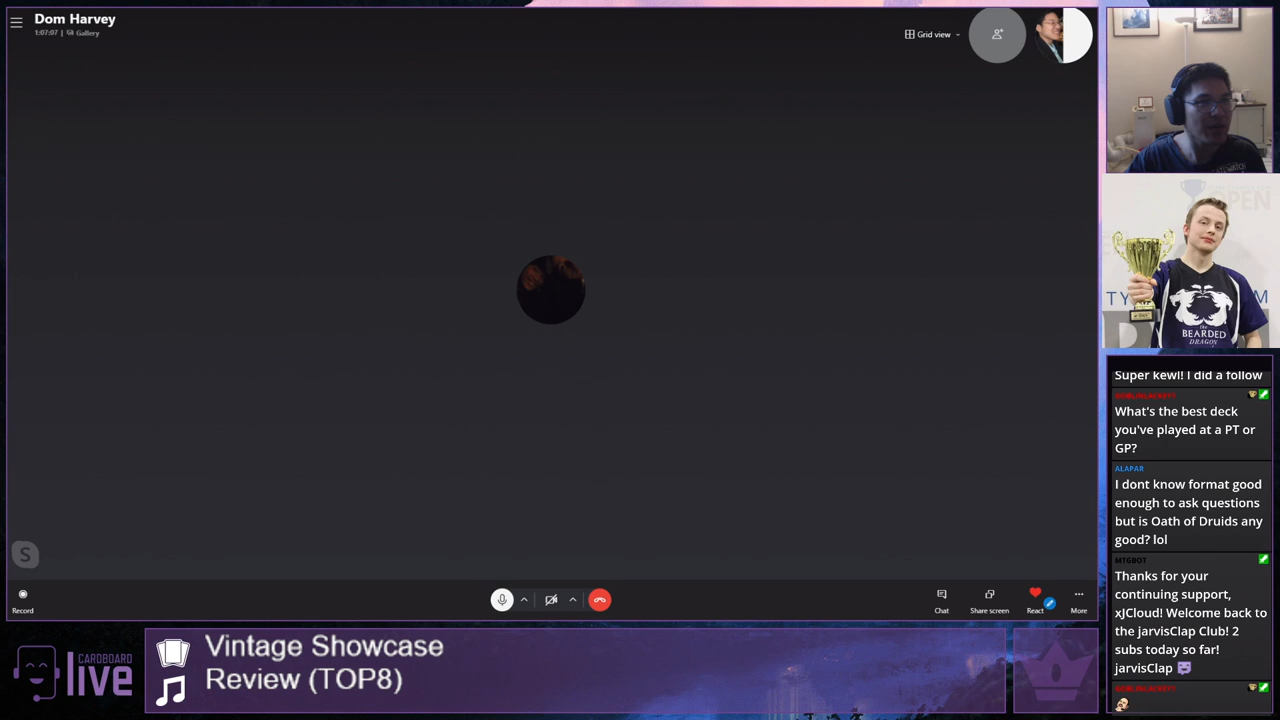 Dom Harvey
1:07:07 | Gallery
Grid view
S
Record
Chat
Share screen
React
More
OPEN
TY
M
the
BEARDED
DRAGON
Super kewl! I did a follow
What's the best deck
you've played at a PT or
GP?
ALAPAR
I dont know format good
enough to ask questions
but is Oath of Druids any
good? lol
MTGBOT
Thanks for your
continuing support,
xJCloud! Welcome back to
the jarvisClap Club! 2
subs today so far!
jarvisClap
CARDBOARD
live
Vintage Showcase
Review (TOP8)